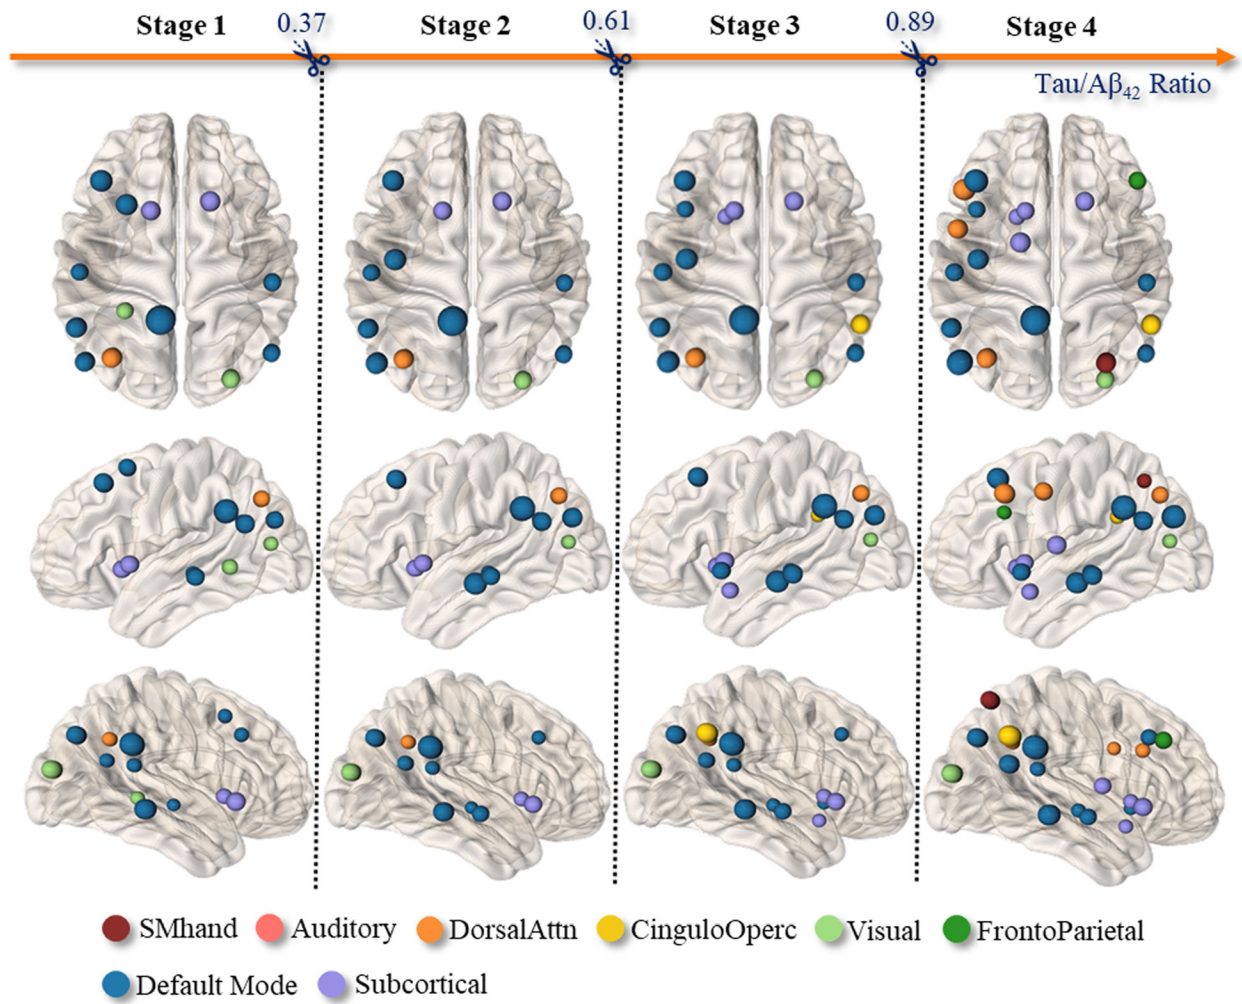 Stage 1 0.37 Stage 2 0.61 Stage 3 0.89 Stage 4
Tau/Aβ₄₂ Ratio
SMhand Auditory DorsalAttn CinguloOperc Visual FrontoParietal
Default Mode Subcortical